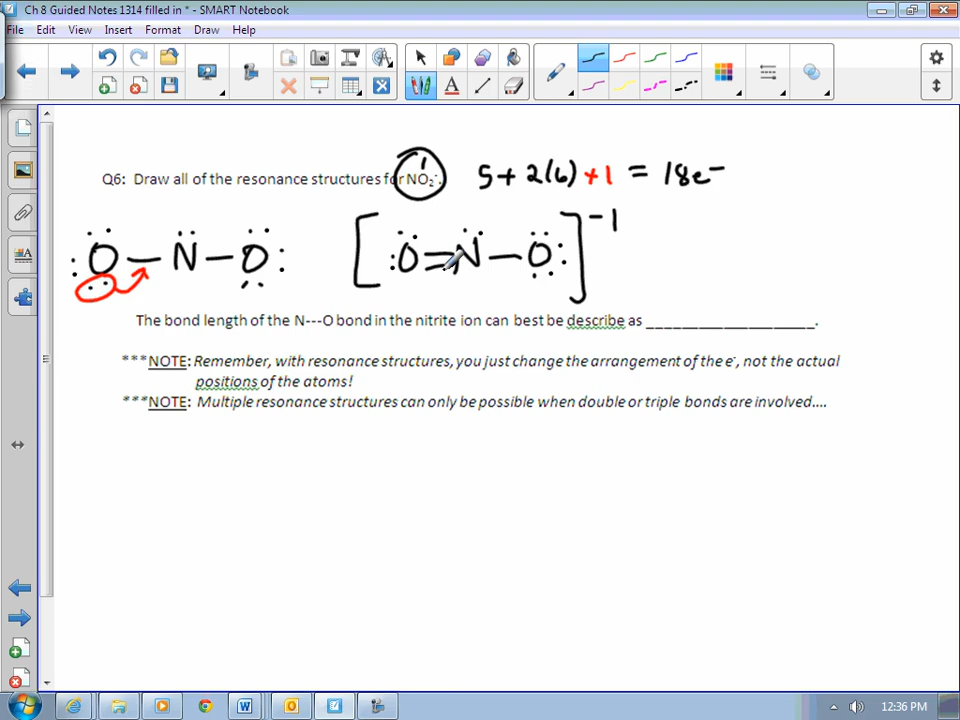 Ch 8 Guided Notes 1314 filled in * - SMART Notebook
File Edit View Insert Format Draw Help
Q6: Draw all of the resonance structures for NO2-. 5 + 2(6) +1 = 18e-
O — N — O [ O = N — O ] -1
The bond length of the N---O bond in the nitrite ion can best be describe as ____________________.
***NOTE: Remember, with resonance structures, you just change the arrangement of the e-, not the actual
positions of the atoms!
***NOTE: Multiple resonance structures can only be possible when double or triple bonds are involved....
12:36 PM